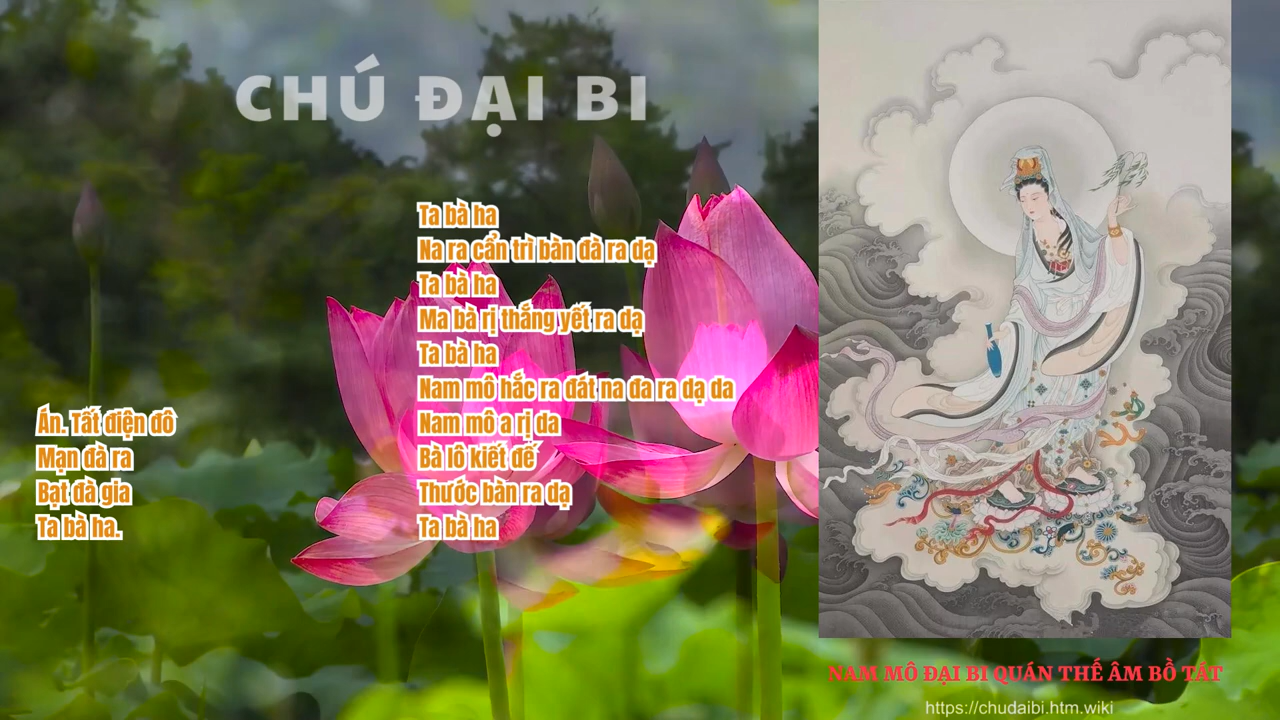 CHÚ ĐẠI BI
Ta bà ha
Na ra cẩn trì bàn đà ra dạ
Ta bà ha
Ma bà rị thắng yết ra dạ
Ta bà ha
Nam mô hắc ra đát na đa ra dạ da
Nam mô a rị da
Bà lô kiết đế
Thước bàn ra dạ
Ta bà ha
Án. Tất điện đô
Mạn đà ra
Bạt đà gia
Ta bà ha.
NAM MÔ ĐẠI BI QUÁN THẾ ÂM BỒ TÁT
https://chudaibi.htm.wiki